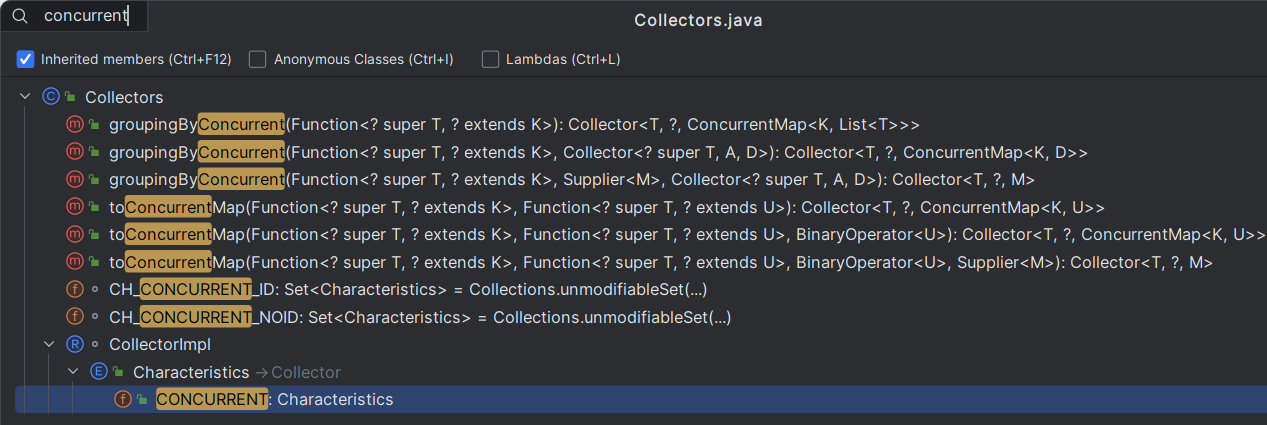 concurrent
Collectors.java
Inherited members (Ctrl+F12) Anonymous Classes (Ctrl+I) Lambdas (Ctrl+L)
C Collectors
m groupingByConcurrent(Function<? super T, ? extends K>): Collector<T, ?, ConcurrentMap<K, List<T>>>
m groupingByConcurrent(Function<? super T, ? extends K>, Collector<? super T, A, D>): Collector<T, ?, ConcurrentMap<K, D>>
m groupingByConcurrent(Function<? super T, ? extends K>, Supplier<M>, Collector<? super T, A, D>): Collector<T, ?, M>
m toConcurrentMap(Function<? super T, ? extends K>, Function<? super T, ? extends U>): Collector<T, ?, ConcurrentMap<K, U>>
m toConcurrentMap(Function<? super T, ? extends K>, Function<? super T, ? extends U>, BinaryOperator<U>): Collector<T, ?, ConcurrentMap<K, U>>
m toConcurrentMap(Function<? super T, ? extends K>, Function<? super T, ? extends U>, BinaryOperator<U>, Supplier<M>): Collector<T, ?, M>
f CH_CONCURRENT_ID: Set<Characteristics> = Collections.unmodifiableSet(...)
f CH_CONCURRENT_NOID: Set<Characteristics> = Collections.unmodifiableSet(...)
R CollectorImpl
E Characteristics →Collector
f CONCURRENT: Characteristics